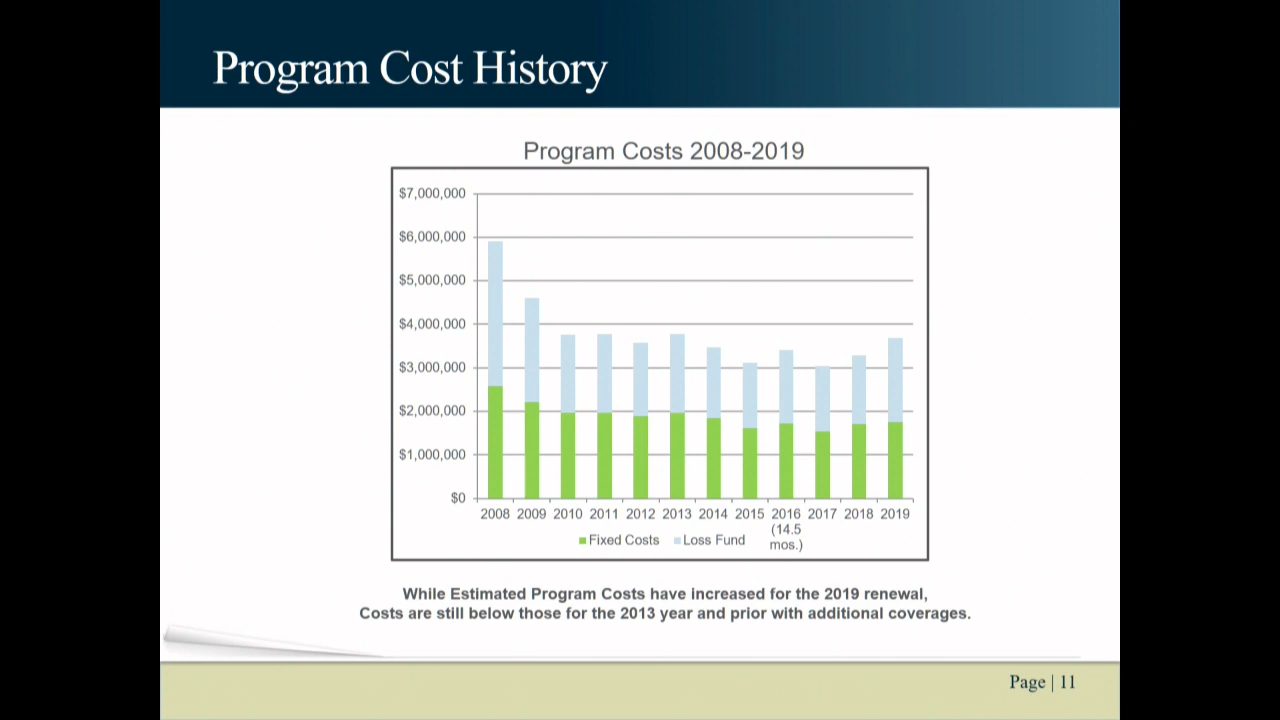 Program Cost History
Program Costs 2008-2019
$7,000,000
$6,000,000
$5,000,000
$4,000,000
$3,000,000
$2,000,000
$1,000,000
$0
2008 2009 2010 2011 2012 2013 2014 2015 2016 2017 2018 2019
(14.5
mos.)
Fixed Costs Loss Fund
While Estimated Program Costs have increased for the 2019 renewal,
Costs are still below those for the 2013 year and prior with additional coverages.
Page | 11